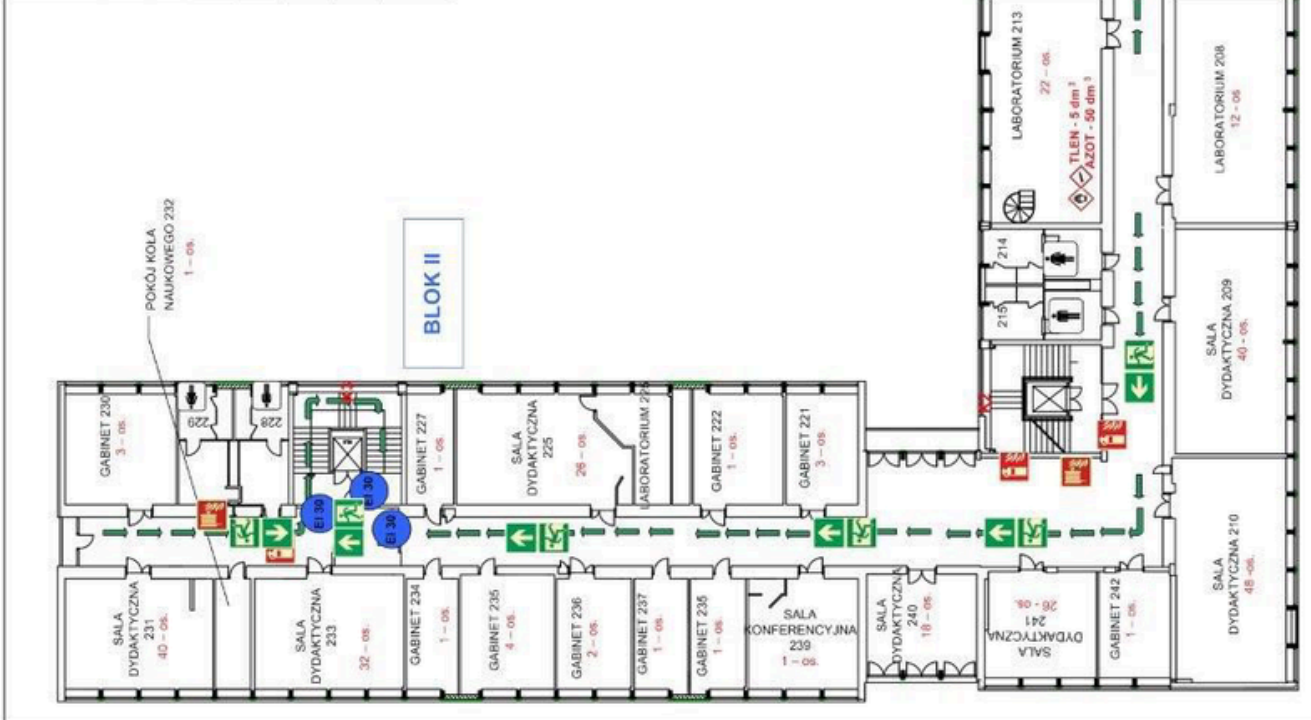 POKÓJ KOŁA
NAUKOWEGO 232
1 – os.
BLOK II
LABORATORIUM 213
22 – os.
TLEN - 5 dm³
AZOT - 50 dm³
LABORATORIUM 208
12 - os
214
215
SALA
DYDAKTYCZNA 209
40 - os.
GABINET 230
3 – os.
229
228
K3
GABINET 227
1 – os.
SALA
DYDAKTYCZNA
225
26 – os.
GABINET 222
1 – os.
GABINET 221
3 – os.
K2
EI 30
EI 30
EI 30
SALA
DYDAKTYCZNA
231
40 – os.
SALA
DYDAKTYCZNA
233
32 – os.
GABINET 234
1 – os.
GABINET 235
4 – os.
GABINET 236
2 – os.
GABINET 237
1 – os.
GABINET 235
1 – os.
SALA
KONFERENCYJNA
239
1 – os.
SALA
DYDAKTYCZNA
240
18 – os.
SALA
DYDAKTYCZNA
241
26 - os.
GABINET 242
1 – os.
SALA
DYDAKTYCZNA 210
48 -os.
LABORATORIUM